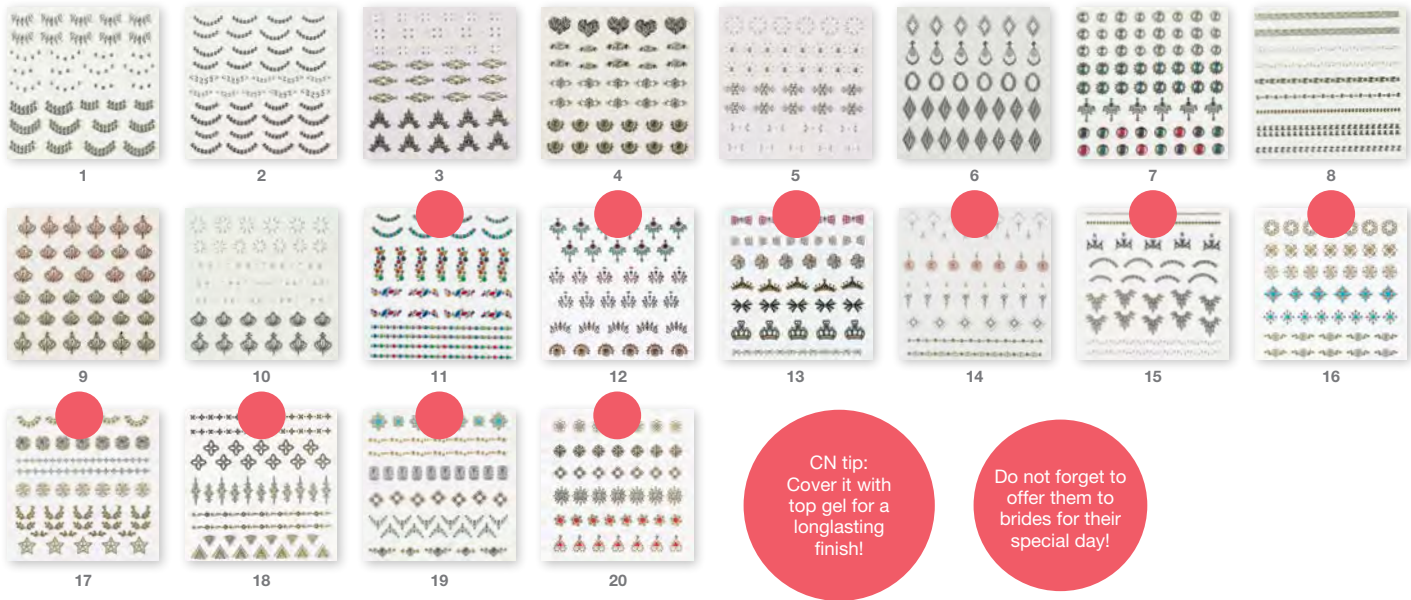 1
2
3
4
5
6
7
8
9
10
11
12
13
14
15
16
17
18
19
20
CN tip:
Cover it with
top gel for a
longlasting
finish!
Do not forget to
offer them to
brides for their
special day!